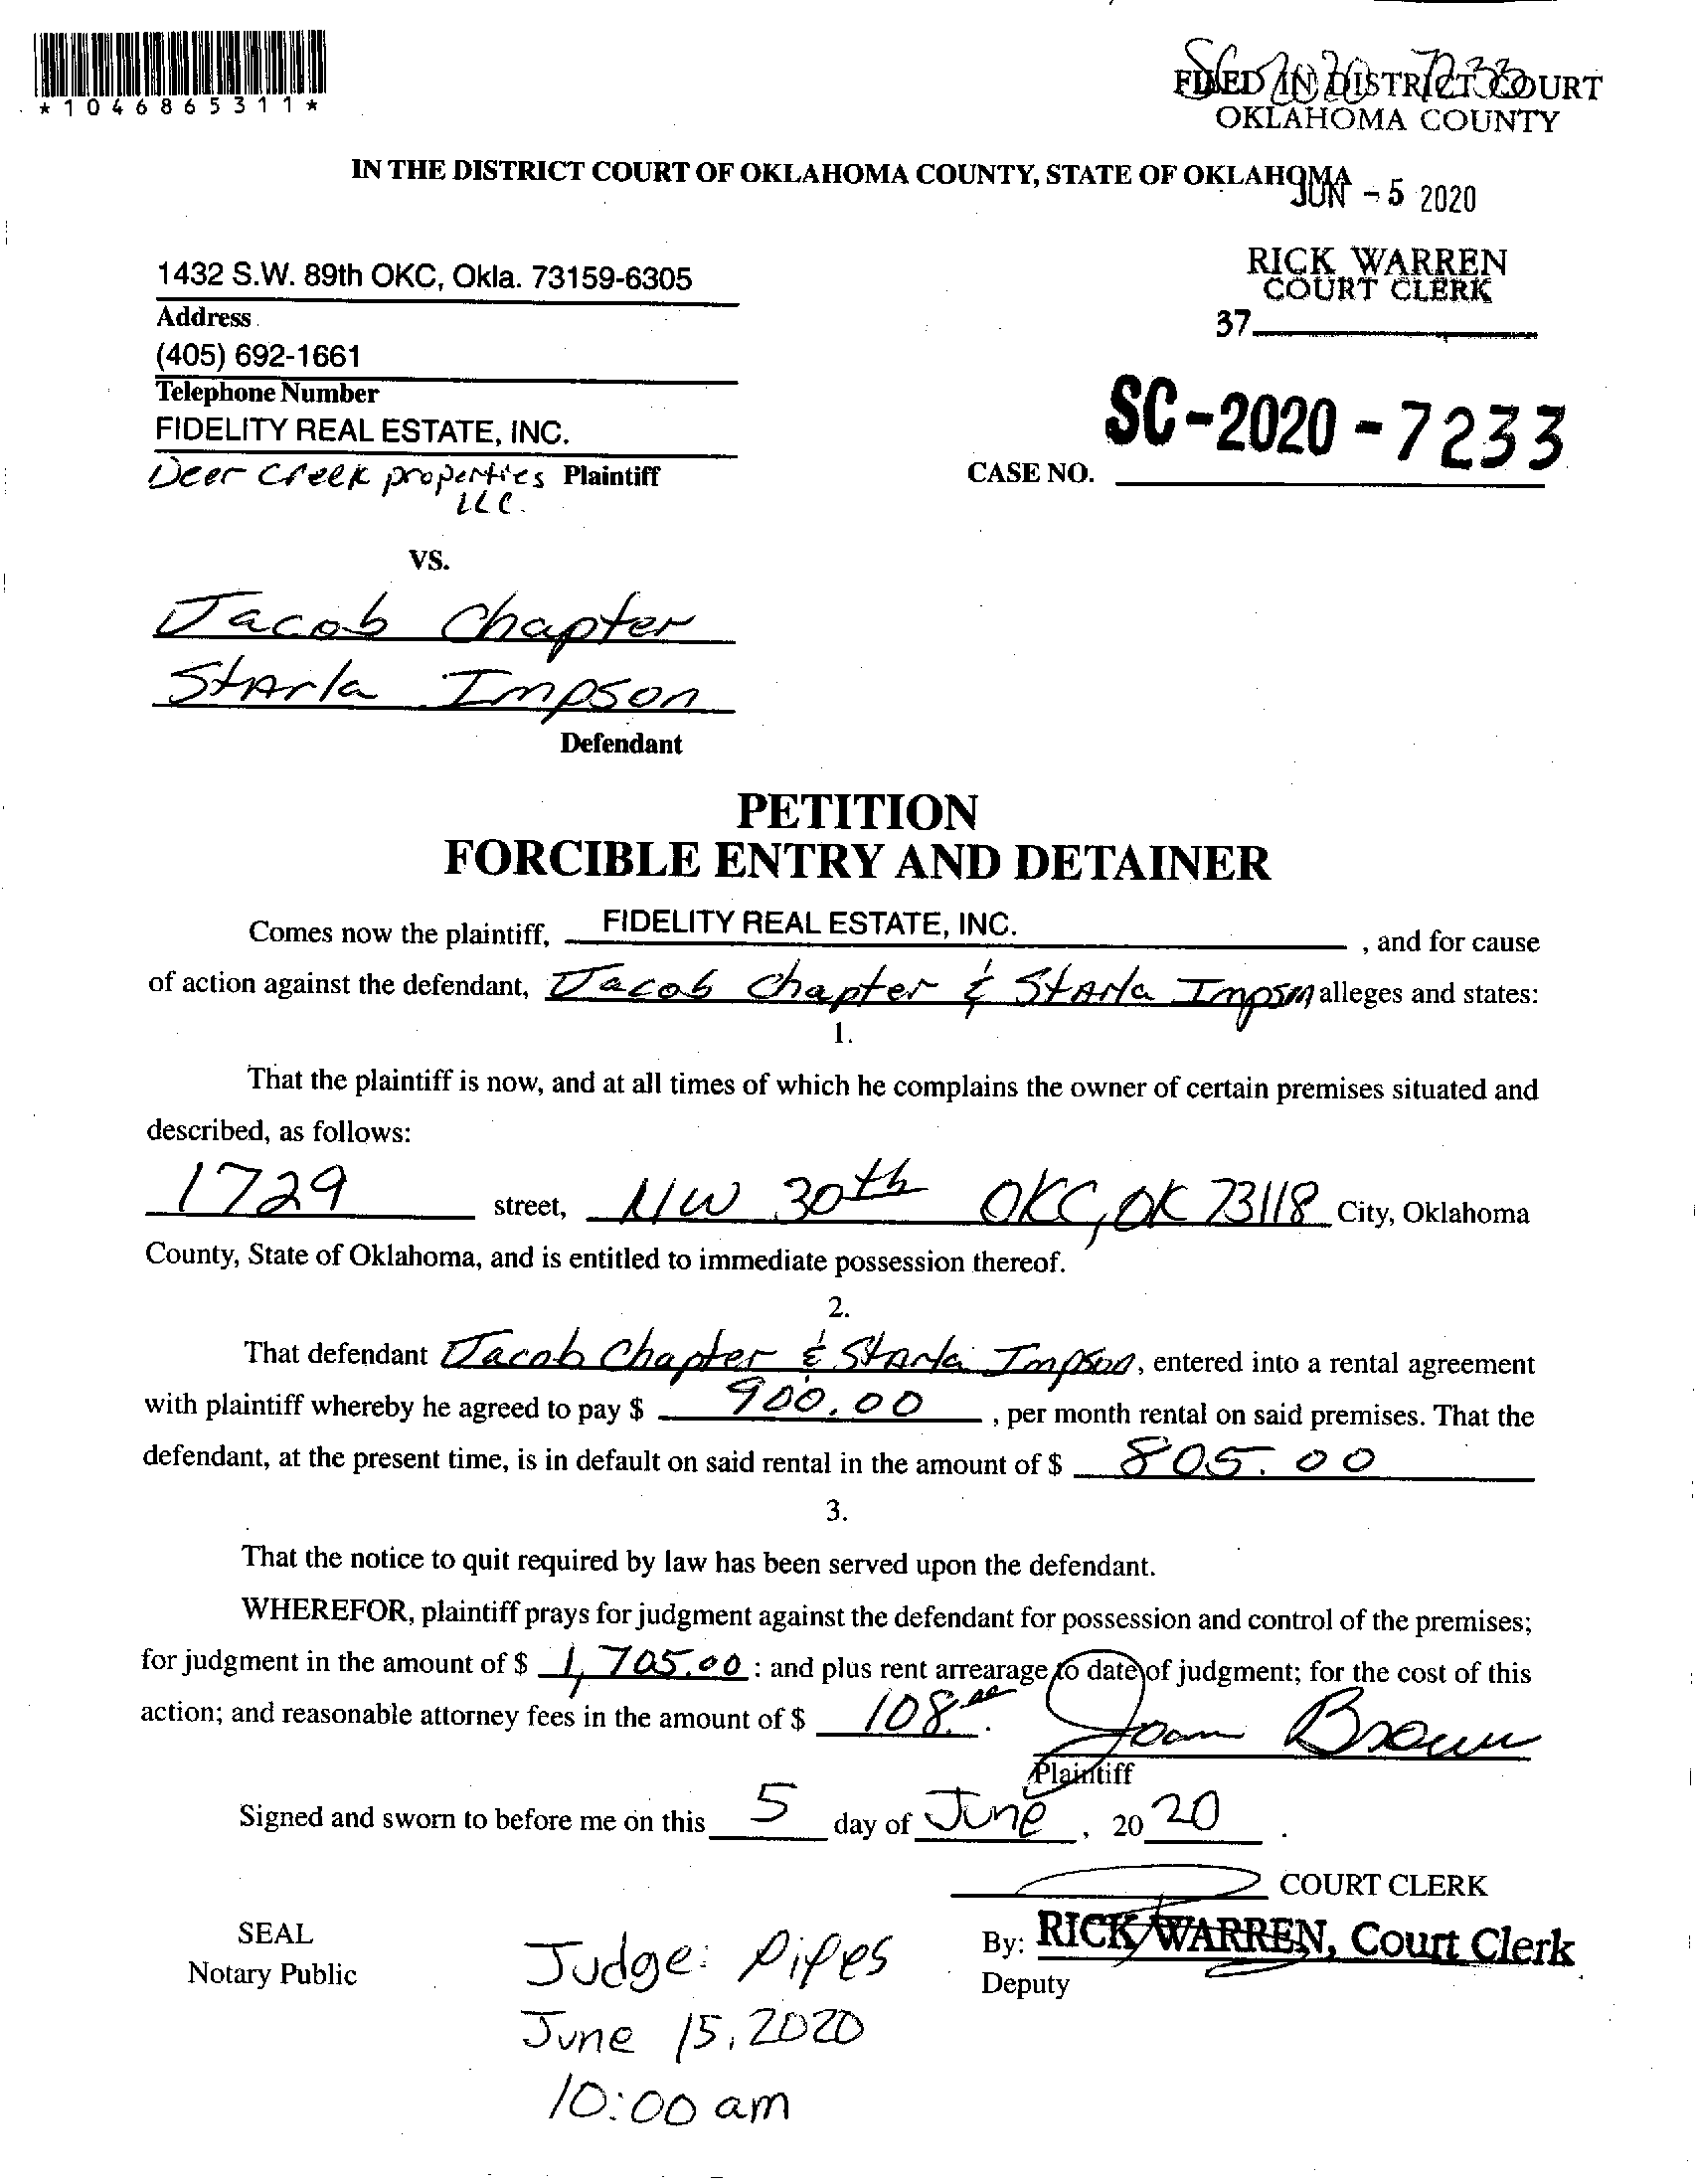 *1046865311*
SC 2020 7233
FILED IN DISTRICT COURT
OKLAHOMA COUNTY
IN THE DISTRICT COURT OF OKLAHOMA COUNTY, STATE OF OKLAHOMA
JUN - 5 2020
1432 S.W. 89th OKC, Okla. 73159-6305
RICK WARREN
COURT CLERK
Address
37
(405) 692-1661
Telephone Number
FIDELITY REAL ESTATE, INC.
SC-2020-7233
Deer Creek properties Plaintiff
LLC.
CASE NO.
VS.
Jacob Chapter
Starla Impson
Defendant
PETITION
FORCIBLE ENTRY AND DETAINER
Comes now the plaintiff, FIDELITY REAL ESTATE, INC. , and for cause
of action against the defendant, Jacob Chapter & Starla Impson alleges and states:
1.
That the plaintiff is now, and at all times of which he complains the owner of certain premises situated and
described, as follows:
1729 street, NW 30th OKC, OK 73118 City, Oklahoma
County, State of Oklahoma, and is entitled to immediate possession thereof.
2.
That defendant Jacob Chapter & Starla Impson, entered into a rental agreement
with plaintiff whereby he agreed to pay $ 900.00 , per month rental on said premises. That the
defendant, at the present time, is in default on said rental in the amount of $ 805.00
3.
That the notice to quit required by law has been served upon the defendant.
WHEREFOR, plaintiff prays for judgment against the defendant for possession and control of the premises;
for judgment in the amount of $ 1,705.00 : and plus rent arrearage to date of judgment; for the cost of this
action; and reasonable attorney fees in the amount of $ 108.00.
Joan Brown
Plaintiff
Signed and sworn to before me on this 5 day of June , 20 20 .
COURT CLERK
SEAL
Notary Public
By: RICK WARREN, Court Clerk
Deputy
Judge: Pipes
June 15, 2020
10:00 am